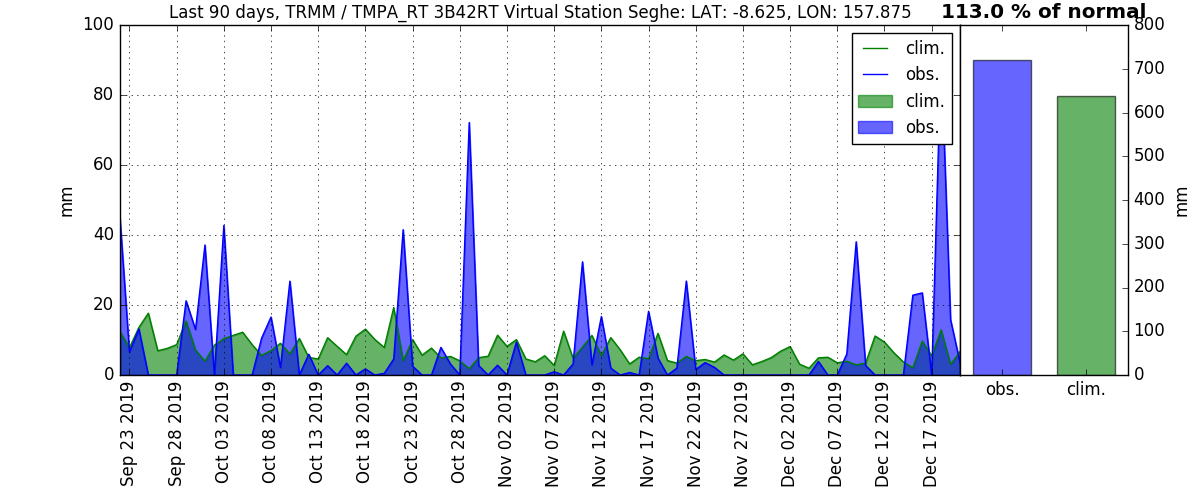 Last 90 days, TRMM / TMPA_RT 3B42RT Virtual Station Seghe: LAT: -8.625, LON: 157.875
113.0 % of normal
100
80
60
40
20
0
mm
clim.
obs.
clim.
obs.
800
700
600
500
400
300
200
100
0
mm
Sep 23 2019
Sep 28 2019
Oct 03 2019
Oct 08 2019
Oct 13 2019
Oct 18 2019
Oct 23 2019
Oct 28 2019
Nov 02 2019
Nov 07 2019
Nov 12 2019
Nov 17 2019
Nov 22 2019
Nov 27 2019
Dec 02 2019
Dec 07 2019
Dec 12 2019
Dec 17 2019
obs.
clim.